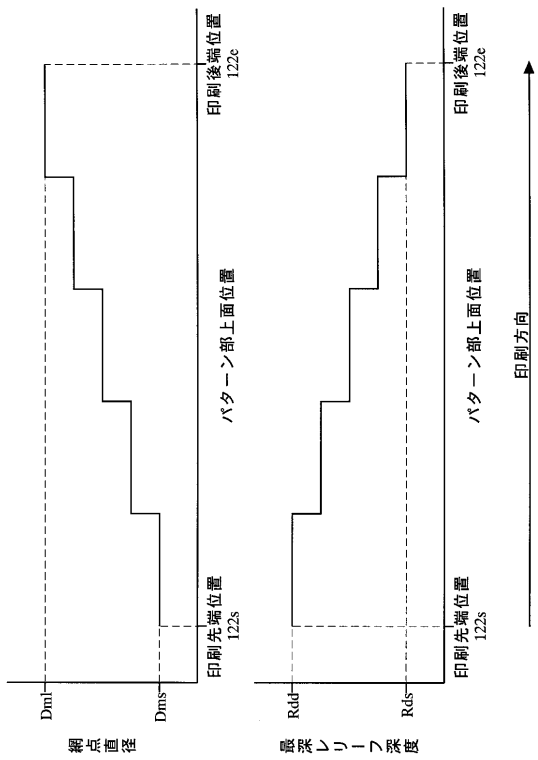 網点直径
Dml
Dms
印刷先端位置
122s
パターン部上面位置
印刷後端位置
122e
最深レリーフ深度
Rdd
Rds
印刷先端位置
122s
パターン部上面位置
印刷後端位置
122e
印刷方向